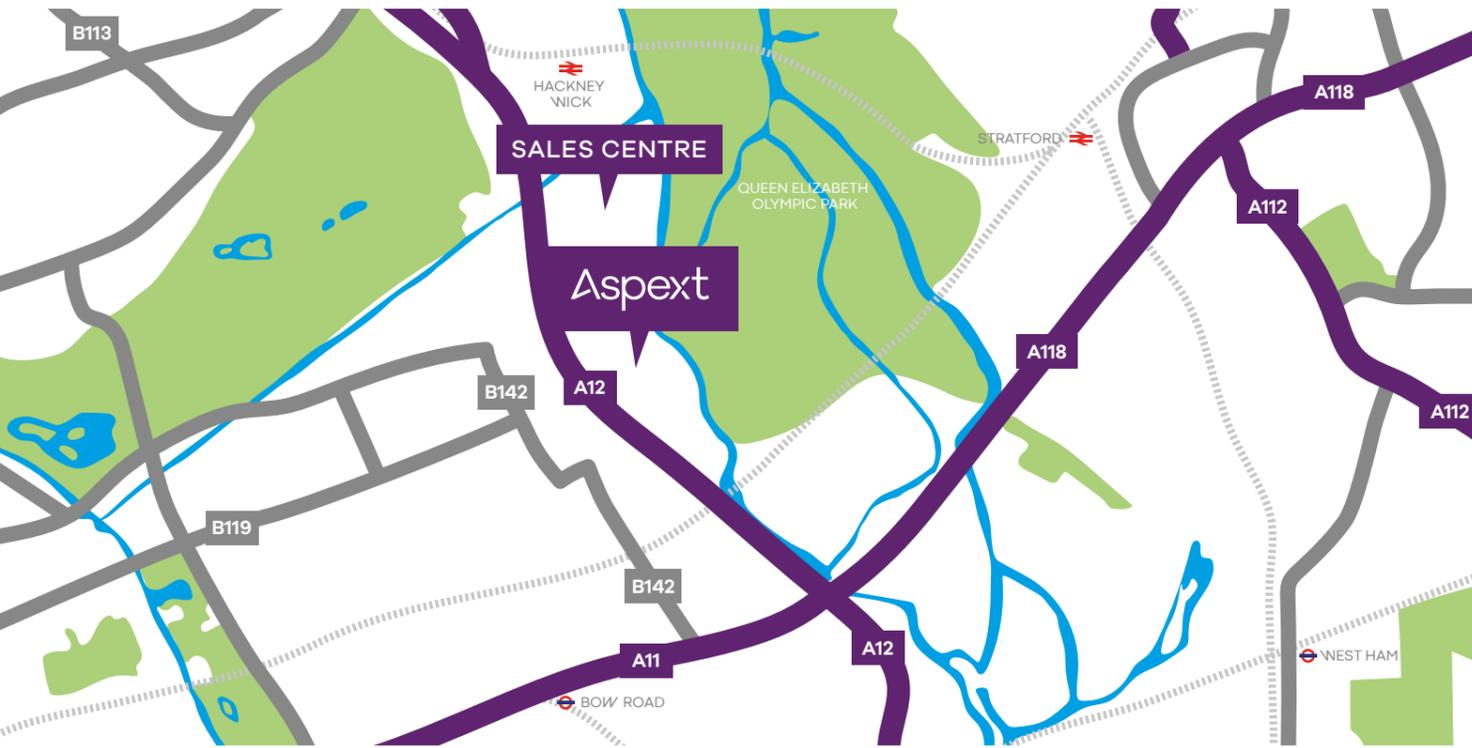 B113
HACKNEY
WICK
A118
STRATFORD
SALES CENTRE
QUEEN ELIZABETH
OLYMPIC PARK
A112
Aspext
A118
A12
B142
A112
B119
B142
A12
A11
WEST HAM
BOW ROAD